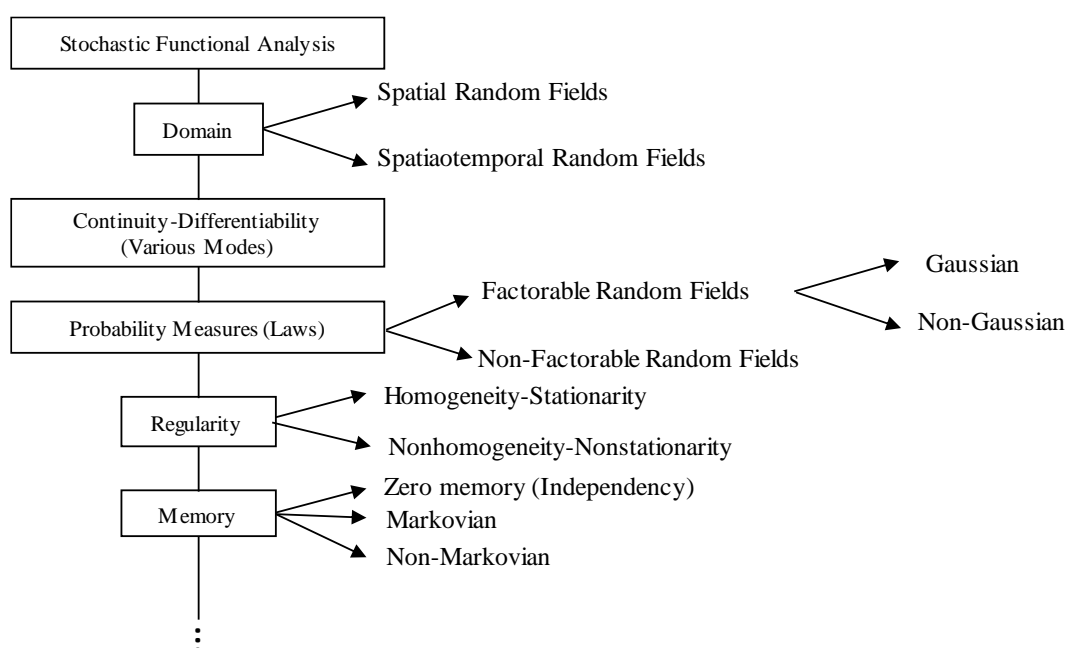 Stochastic Functional Analysis
Spatial Random Fields
Domain
Spatiaotemporal Random Fields
Continuity-Differentiability
(Various Modes)
Gaussian
Factorable Random Fields
Non-Gaussian
Probability Measures (Laws)
Non-Factorable Random Fields
Homogeneity-Stationarity
Regularity
Nonhomogeneity-Nonstationarity
Zero memory (Independency)
Memory
Markovian
Non-Markovian